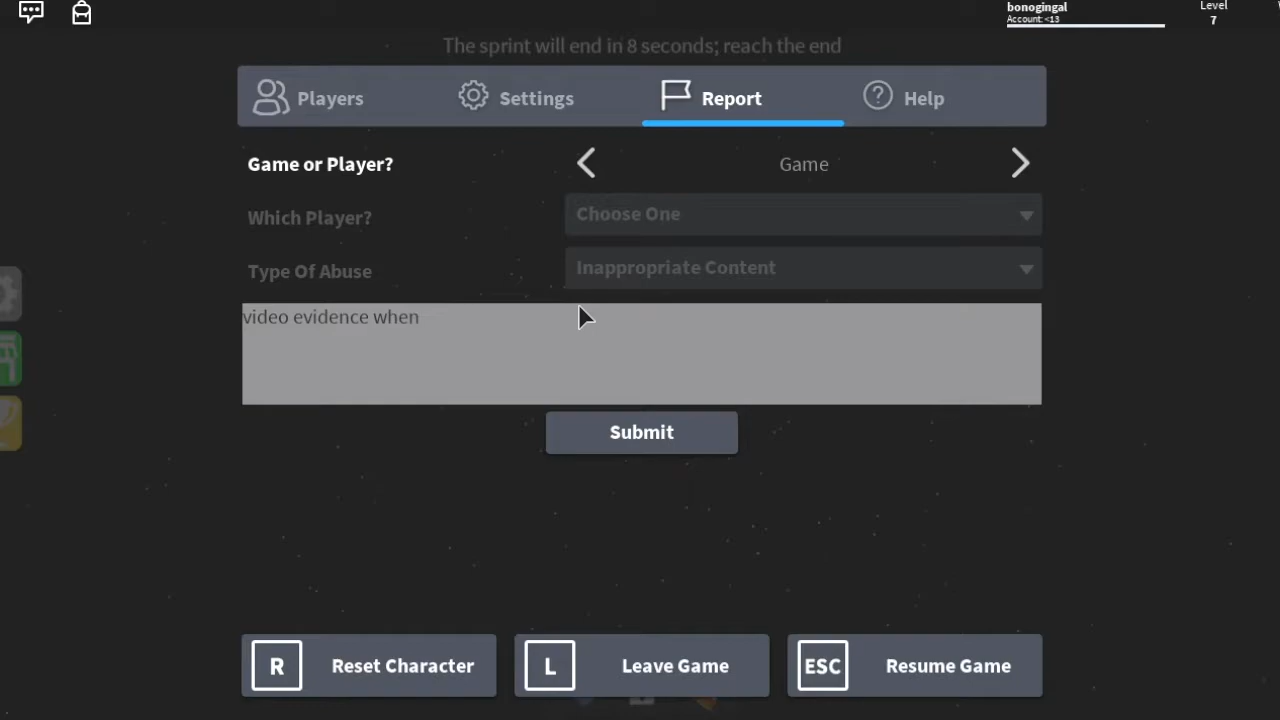 bonogingal
Account: <13
Level
7
The sprint will end in 8 seconds; reach the end
Players
Settings
Report
Help
Game or Player?
Game
Which Player?
Choose One
Type Of Abuse
Inappropriate Content
video evidence when
Submit
R
Reset Character
L
Leave Game
ESC
Resume Game